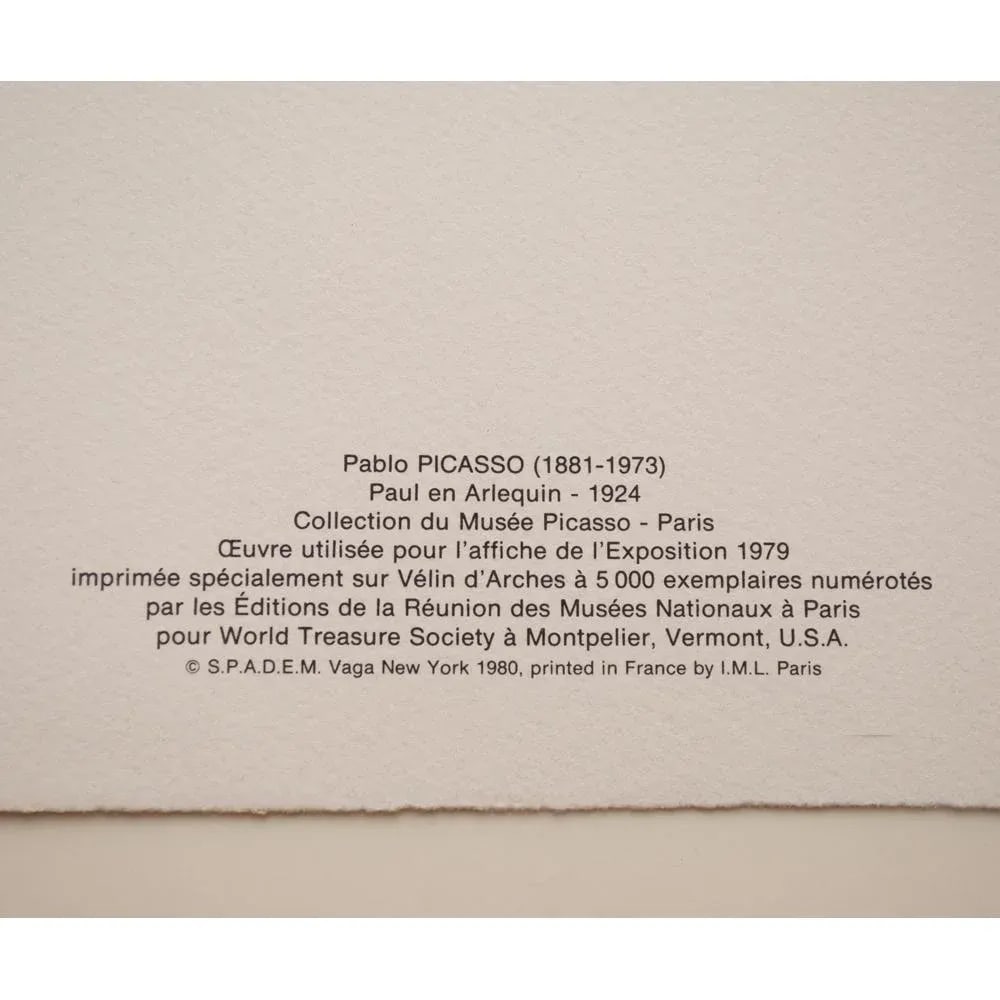 Pablo PICASSO (1881-1973)
Paul en Arlequin - 1924
Collection du Musée Picasso - Paris
Œuvre utilisée pour l'affiche de l'Exposition 1979
imprimée spécialement sur Vélin d'Arches à 5 000 exemplaires numérotés
par les Éditions de la Réunion des Musées Nationaux à Paris
pour World Treasure Society à Montpelier, Vermont, U.S.A.
© S.P.A.D.E.M. Vaga New York 1980, printed in France by I.M.L. Paris